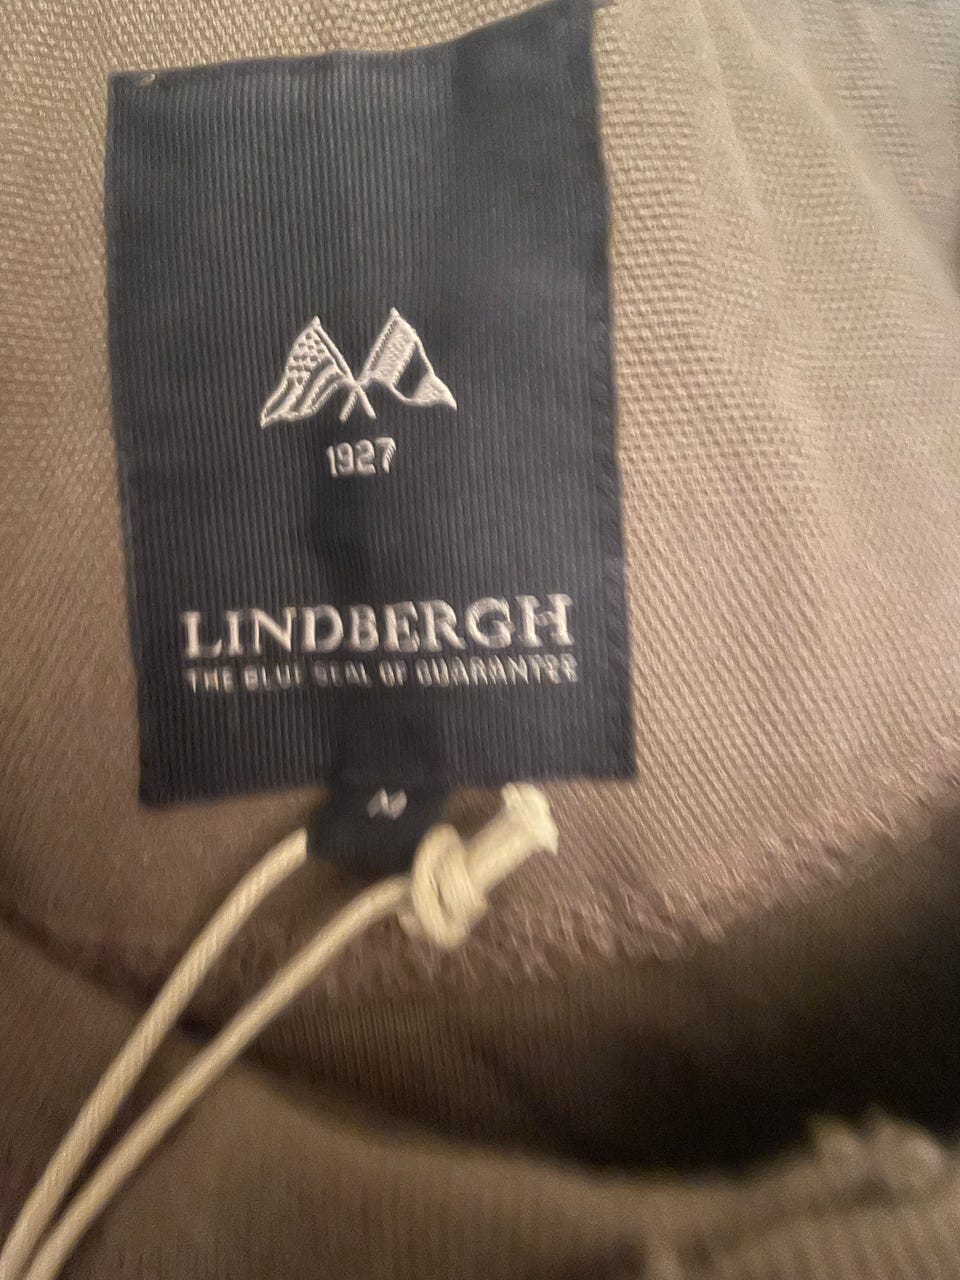 1927
LINDBERGH
THE BLUE SEAL OF GUARANTEE